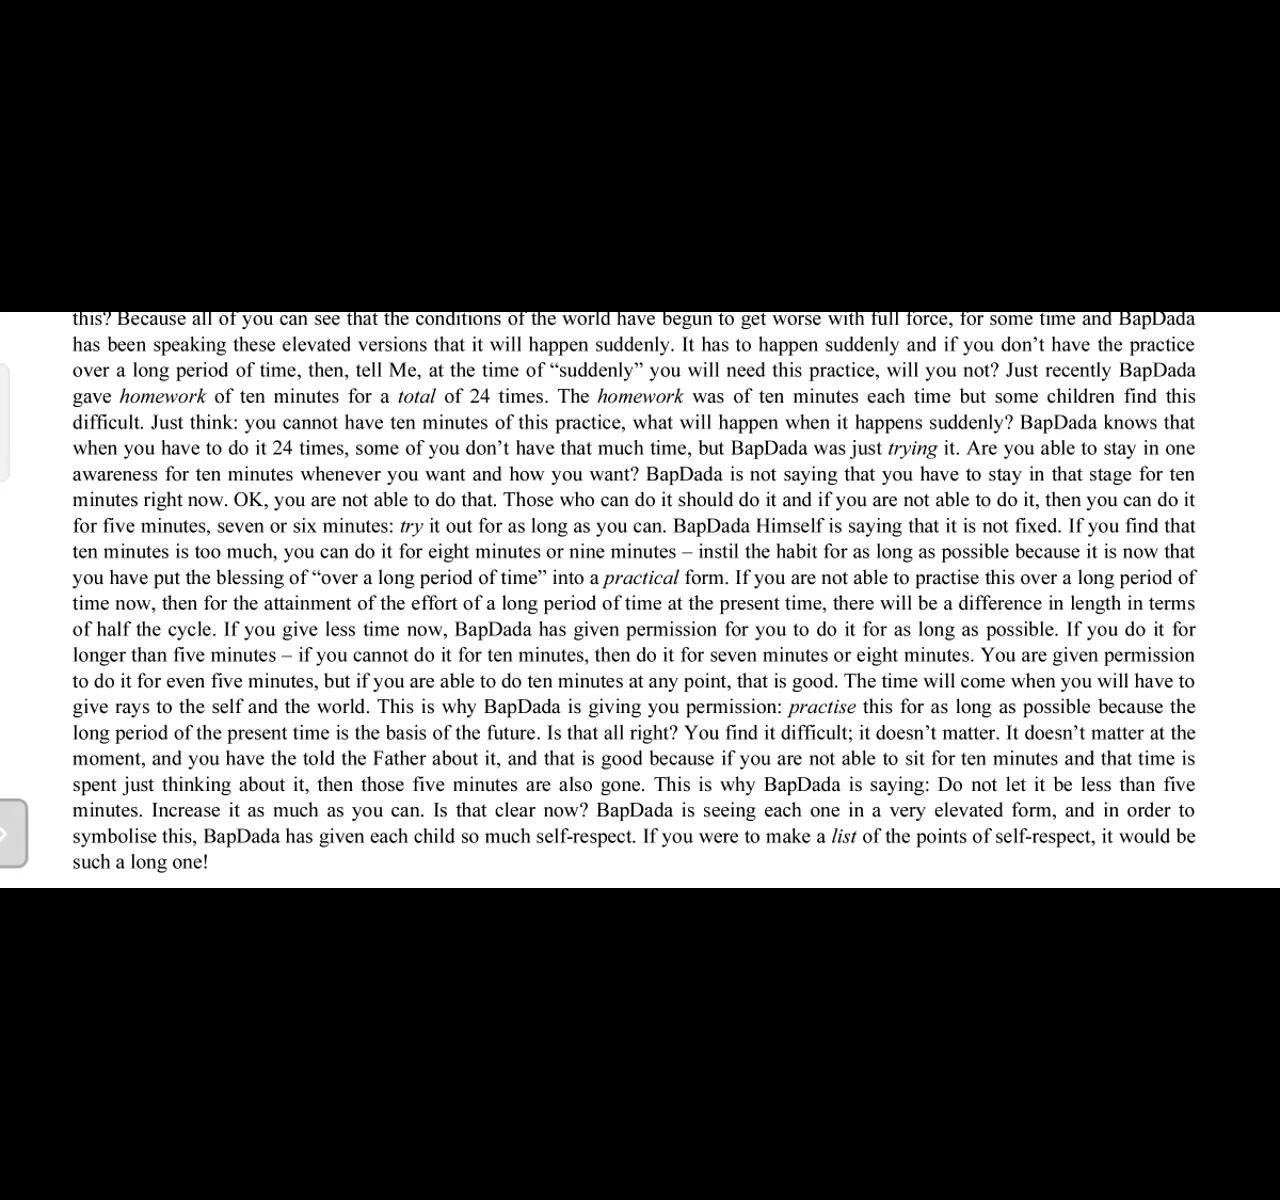 this? Because all of you can see that the conditions of the world have begun to get worse with full force, for some time and BapDada
has been speaking these elevated versions that it will happen suddenly. It has to happen suddenly and if you don’t have the practice
over a long period of time, then, tell Me, at the time of “suddenly” you will need this practice, will you not? Just recently BapDada
gave homework of ten minutes for a total of 24 times. The homework was of ten minutes each time but some children find this
difficult. Just think: you cannot have ten minutes of this practice, what will happen when it happens suddenly? BapDada knows that
when you have to do it 24 times, some of you don’t have that much time, but BapDada was just trying it. Are you able to stay in one
awareness for ten minutes whenever you want and how you want? BapDada is not saying that you have to stay in that stage for ten
minutes right now. OK, you are not able to do that. Those who can do it should do it and if you are not able to do it, then you can do it
for five minutes, seven or six minutes: try it out for as long as you can. BapDada Himself is saying that it is not fixed. If you find that
ten minutes is too much, you can do it for eight minutes or nine minutes – instil the habit for as long as possible because it is now that
you have put the blessing of “over a long period of time” into a practical form. If you are not able to practise this over a long period of
time now, then for the attainment of the effort of a long period of time at the present time, there will be a difference in length in terms
of half the cycle. If you give less time now, BapDada has given permission for you to do it for as long as possible. If you do it for
longer than five minutes – if you cannot do it for ten minutes, then do it for seven minutes or eight minutes. You are given permission
to do it for even five minutes, but if you are able to do ten minutes at any point, that is good. The time will come when you will have to
give rays to the self and the world. This is why BapDada is giving you permission: practise this for as long as possible because the
long period of the present time is the basis of the future. Is that all right? You find it difficult; it doesn’t matter. It doesn’t matter at the
moment, and you have the told the Father about it, and that is good because if you are not able to sit for ten minutes and that time is
spent just thinking about it, then those five minutes are also gone. This is why BapDada is saying: Do not let it be less than five
minutes. Increase it as much as you can. Is that clear now? BapDada is seeing each one in a very elevated form, and in order to
symbolise this, BapDada has given each child so much self-respect. If you were to make a list of the points of self-respect, it would be
such a long one!